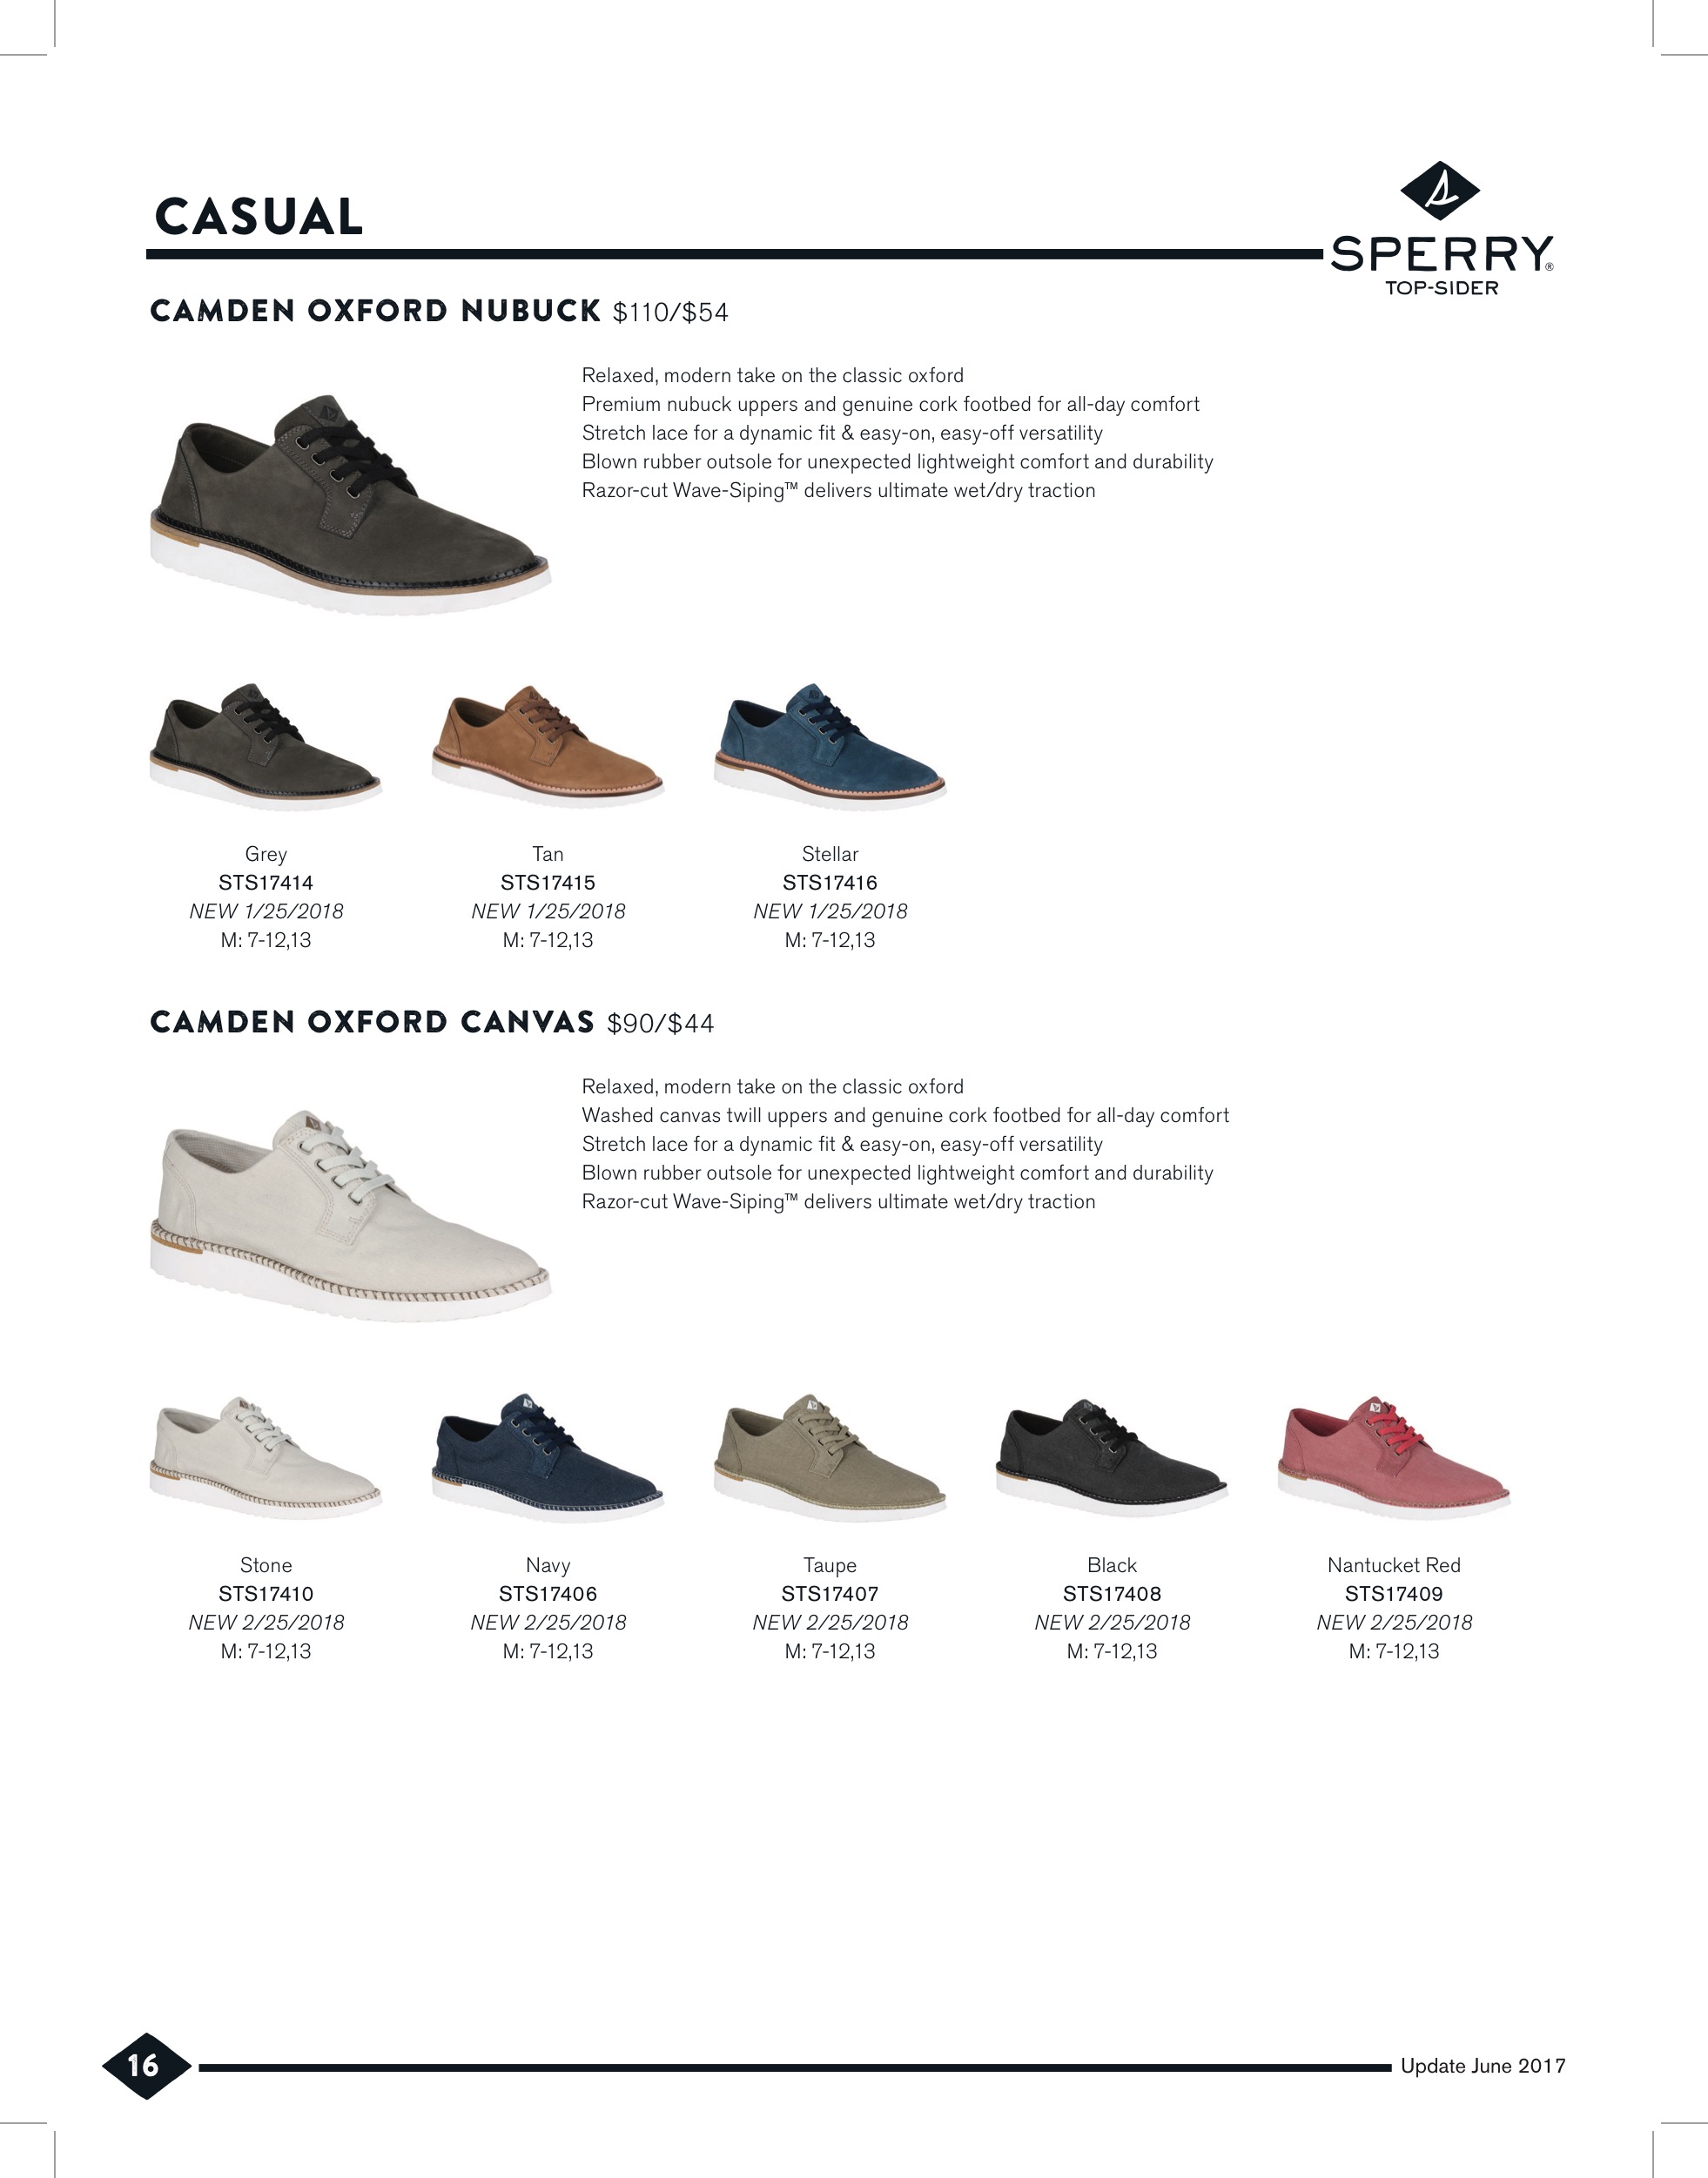 CASUAL
SPERRY®
TOP-SIDER
CAMDEN OXFORD NUBUCK $110/$54
Relaxed, modern take on the classic oxford
Premium nubuck uppers and genuine cork footbed for all-day comfort
Stretch lace for a dynamic fit & easy-on, easy-off versatility
Blown rubber outsole for unexpected lightweight comfort and durability
Razor-cut Wave-Siping™ delivers ultimate wet/dry traction
Grey
STS17414
NEW 1/25/2018
M: 7-12,13
Tan
STS17415
NEW 1/25/2018
M: 7-12,13
Stellar
STS17416
NEW 1/25/2018
M: 7-12,13
CAMDEN OXFORD CANVAS $90/$44
Relaxed, modern take on the classic oxford
Washed canvas twill uppers and genuine cork footbed for all-day comfort
Stretch lace for a dynamic fit & easy-on, easy-off versatility
Blown rubber outsole for unexpected lightweight comfort and durability
Razor-cut Wave-Siping™ delivers ultimate wet/dry traction
Stone
STS17410
NEW 2/25/2018
M: 7-12,13
Navy
STS17406
NEW 2/25/2018
M: 7-12,13
Taupe
STS17407
NEW 2/25/2018
M: 7-12,13
Black
STS17408
NEW 2/25/2018
M: 7-12,13
Nantucket Red
STS17409
NEW 2/25/2018
M: 7-12,13
16
Update June 2017